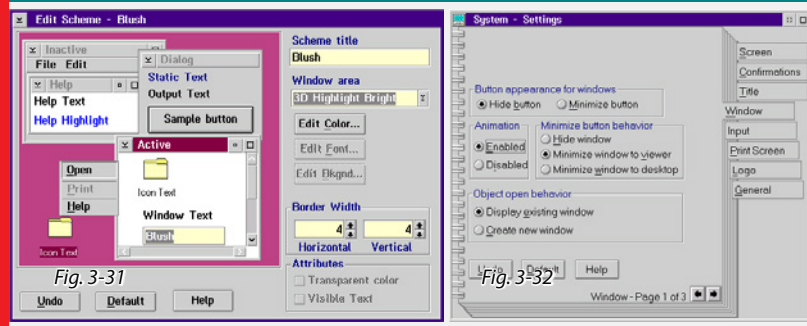 Edit Scheme - Blush
Inactive
File Edit
Help
Help Text
Help Highlight
Dialog
Static Text
Output Text
Sample button
Active
Icon Text
Window Text
Blush
Open
Print
Help
Icon Text
Fig. 3-31
Undo
Default
Help
Scheme title
Blush
Window area
3D Highlight Bright
Edit Color...
Edit Font...
Edit Bkgnd...
Border Width
4
4
Horizontal Vertical
Attributes
Transparent color
Visible Text
System - Settings
Button appearance for windows
Hide button Minimize button
Animation
Enabled
Disabled
Minimize button behavior
Hide window
Minimize window to viewer
Minimize window to desktop
Object open behavior
Display existing window
Create new window
Undo Default Help
Fig. 3-32
Window - Page 1 of 3
Screen
Confirmations
Title
Window
Input
Print Screen
Logo
General